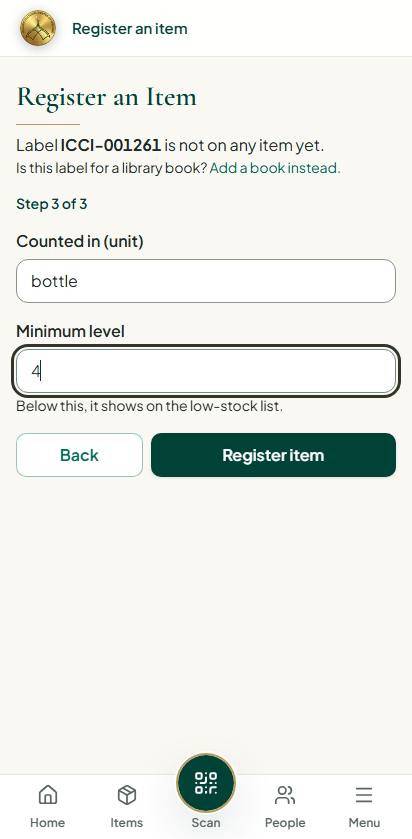 Register an item
Register an Item
Label ICCI-001261 is not on any item yet.
Is this label for a library book? Add a book instead.
Step 3 of 3
Counted in (unit)
bottle
Minimum level
4
Below this, it shows on the low-stock list.
Back
Register item
Home
Items
Scan
People
Menu